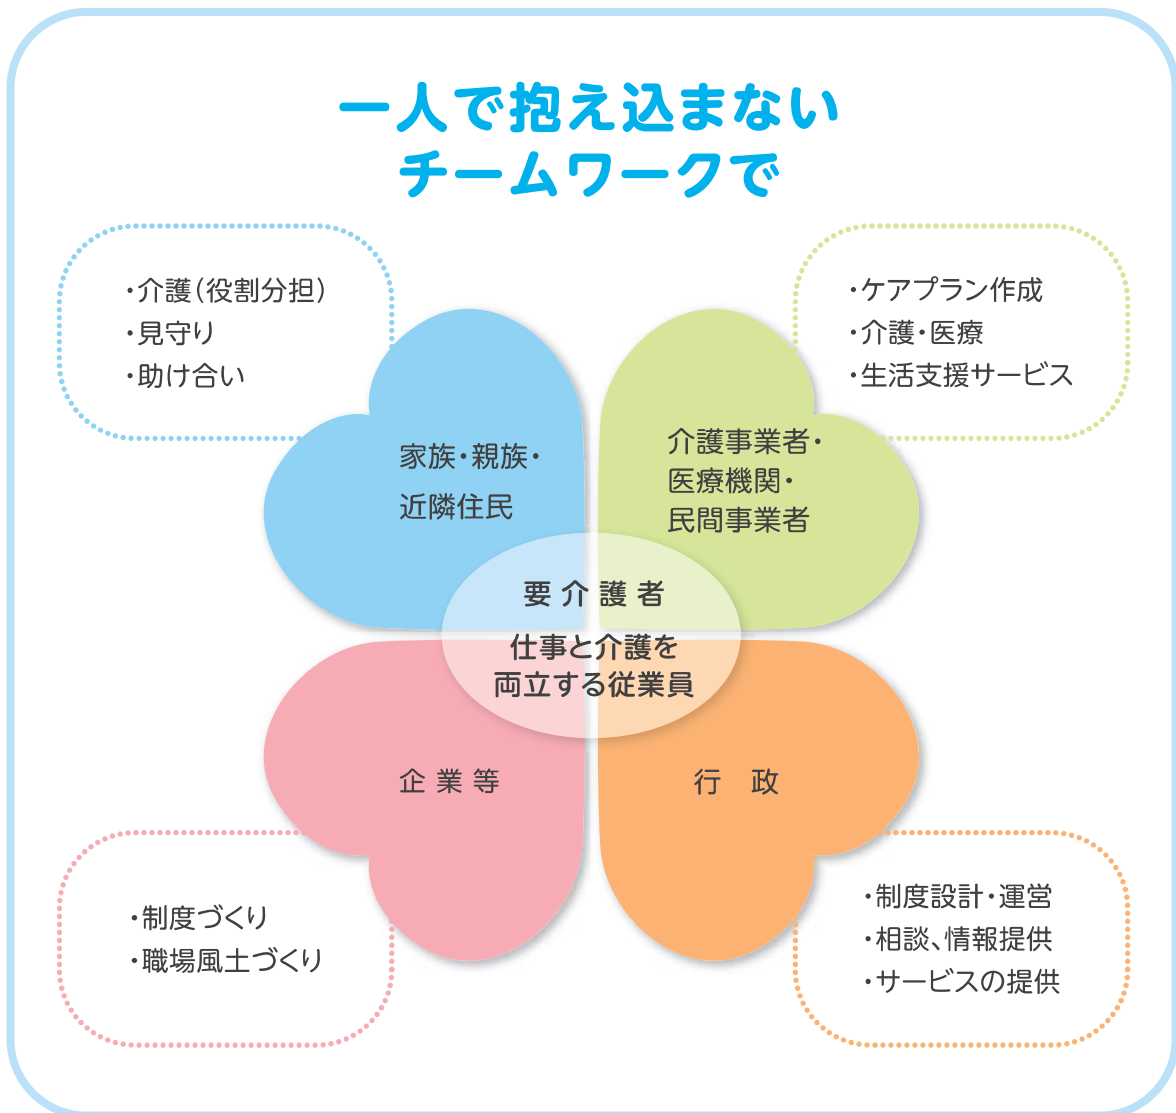 一人で抱え込まない
チームワークで
・介護（役割分担）
・見守り
・助け合い
・ケアプラン作成
・介護・医療
・生活支援サービス
家族・親族・
近隣住民
介護事業者・
医療機関・
民間事業者
要介護者
仕事と介護を
両立する従業員
企業等
行　政
・制度づくり
・職場風土づくり
・制度設計・運営
・相談、情報提供
・サービスの提供